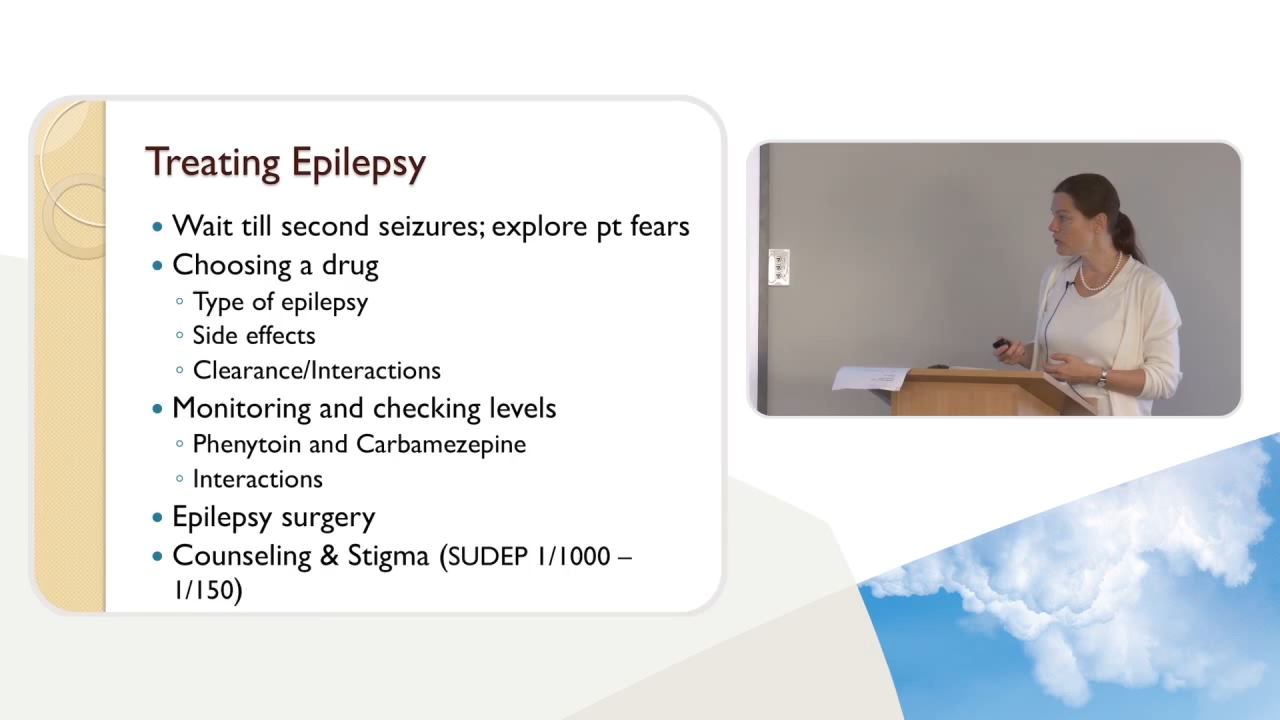 Treating Epilepsy
• Wait till second seizures; explore pt fears
• Choosing a drug
◦ Type of epilepsy
◦ Side effects
◦ Clearance/Interactions
• Monitoring and checking levels
◦ Phenytoin and Carbamezepine
◦ Interactions
• Epilepsy surgery
• Counseling & Stigma (SUDEP 1/1000 –
1/150)